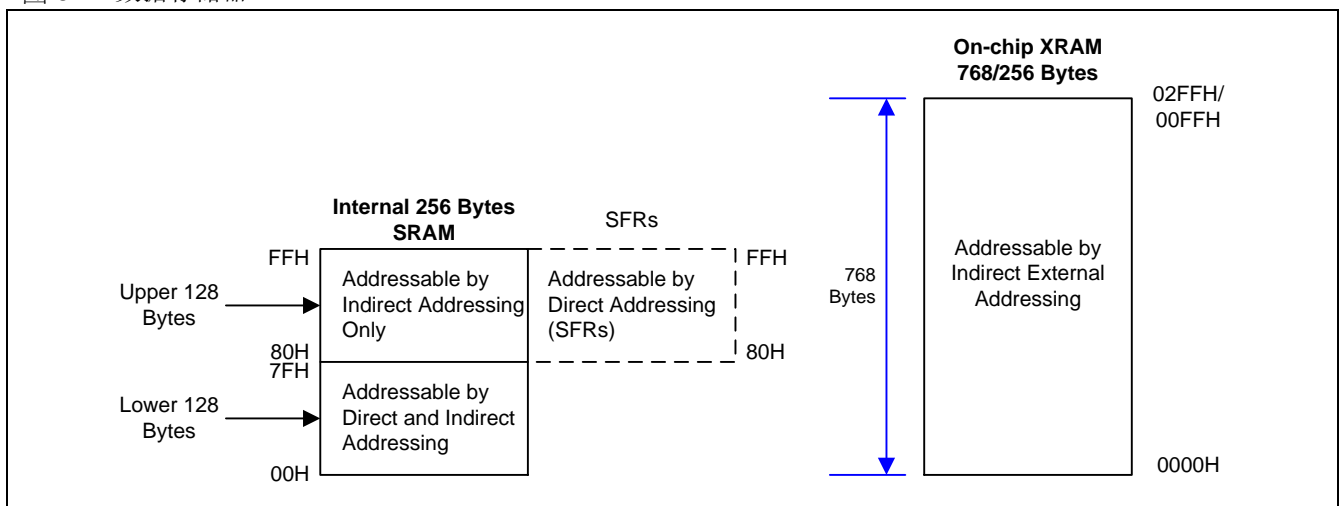 On-chip XRAM
768/256 Bytes
02FFH/
00FFH
Internal 256 Bytes
SRAM
SFRs
FFH
Addressable by
Indirect Addressing
Only
Addressable by
Direct Addressing
(SFRs)
FFH
Upper 128
Bytes
80H
80H
7FH
Addressable by
Direct and Indirect
Addressing
Lower 128
Bytes
00H
768
Bytes
Addressable by
Indirect External
Addressing
0000H